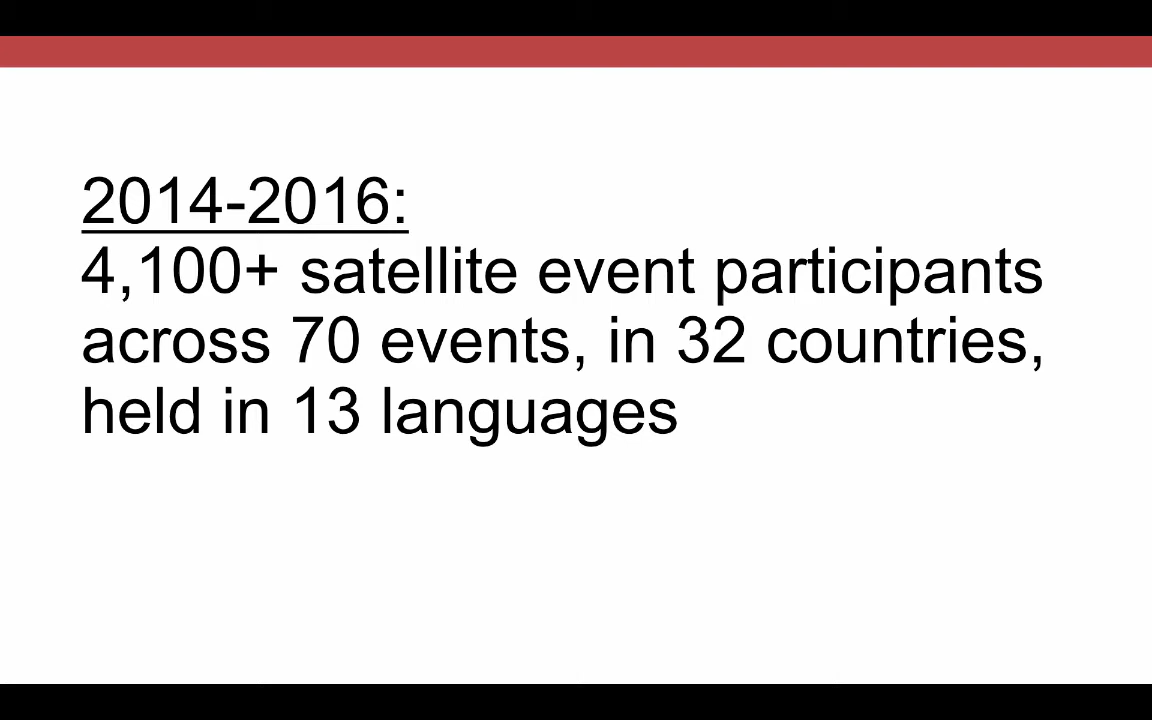 2014-2016:
4,100+ satellite event participants
across 70 events, in 32 countries,
held in 13 languages